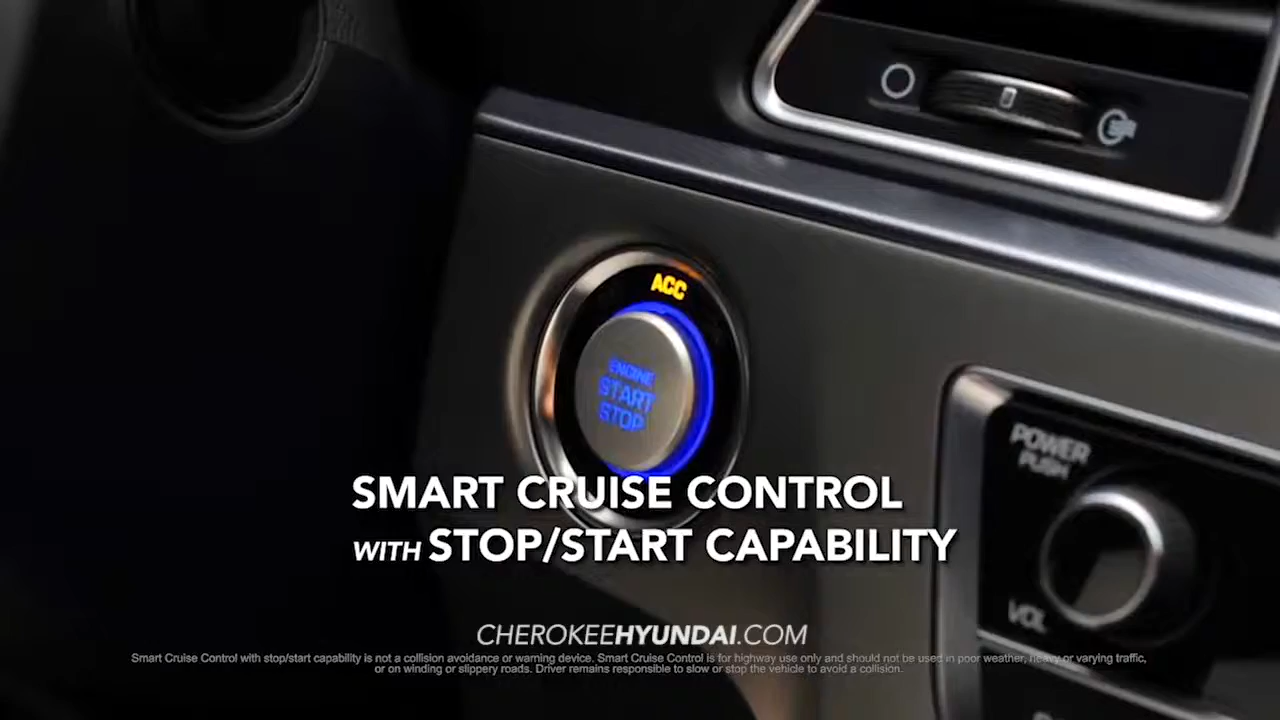 ACC
ENGINE
START
STOP
POWER
PUSH
VOL
SMART CRUISE CONTROL
WITH STOP/START CAPABILITY
CHEROKEEHYUNDAI.COM
Smart Cruise Control with stop/start capability is not a collision avoidance or warning device. Smart Cruise Control is for highway use only and should not be used in poor weather, heavy or varying traffic,
or on winding or slippery roads. Driver remains responsible to slow or stop the vehicle to avoid a collision.